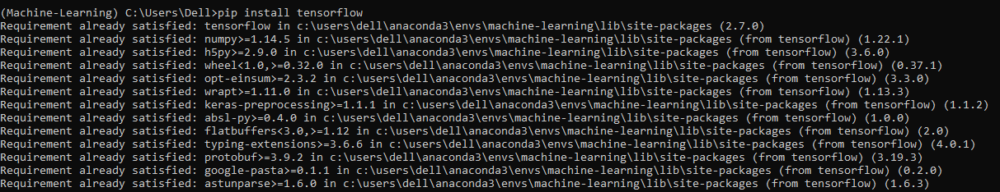 (Machine-Learning) C:\Users\Dell>pip install tensorflow
Requirement already satisfied: tensorflow in c:\users\dell\anaconda3\envs\machine-learning\lib\site-packages (2.7.0)
Requirement already satisfied: numpy>=1.14.5 in c:\users\dell\anaconda3\envs\machine-learning\lib\site-packages (from tensorflow) (1.22.1)
Requirement already satisfied: h5py>=2.9.0 in c:\users\dell\anaconda3\envs\machine-learning\lib\site-packages (from tensorflow) (3.6.0)
Requirement already satisfied: wheel<1.0,>=0.32.0 in c:\users\dell\anaconda3\envs\machine-learning\lib\site-packages (from tensorflow) (0.37.1)
Requirement already satisfied: opt-einsum>=2.3.2 in c:\users\dell\anaconda3\envs\machine-learning\lib\site-packages (from tensorflow) (3.3.0)
Requirement already satisfied: wrapt>=1.11.0 in c:\users\dell\anaconda3\envs\machine-learning\lib\site-packages (from tensorflow) (1.13.3)
Requirement already satisfied: keras-preprocessing>=1.1.1 in c:\users\dell\anaconda3\envs\machine-learning\lib\site-packages (from tensorflow) (1.1.2)
Requirement already satisfied: absl-py>=0.4.0 in c:\users\dell\anaconda3\envs\machine-learning\lib\site-packages (from tensorflow) (1.0.0)
Requirement already satisfied: flatbuffers<3.0,>=1.12 in c:\users\dell\anaconda3\envs\machine-learning\lib\site-packages (from tensorflow) (2.0)
Requirement already satisfied: typing-extensions>=3.6.6 in c:\users\dell\anaconda3\envs\machine-learning\lib\site-packages (from tensorflow) (4.0.1)
Requirement already satisfied: protobuf>=3.9.2 in c:\users\dell\anaconda3\envs\machine-learning\lib\site-packages (from tensorflow) (3.19.3)
Requirement already satisfied: google-pasta>=0.1.1 in c:\users\dell\anaconda3\envs\machine-learning\lib\site-packages (from tensorflow) (0.2.0)
Requirement already satisfied: astunparse>=1.6.0 in c:\users\dell\anaconda3\envs\machine-learning\lib\site-packages (from tensorflow) (1.6.3)